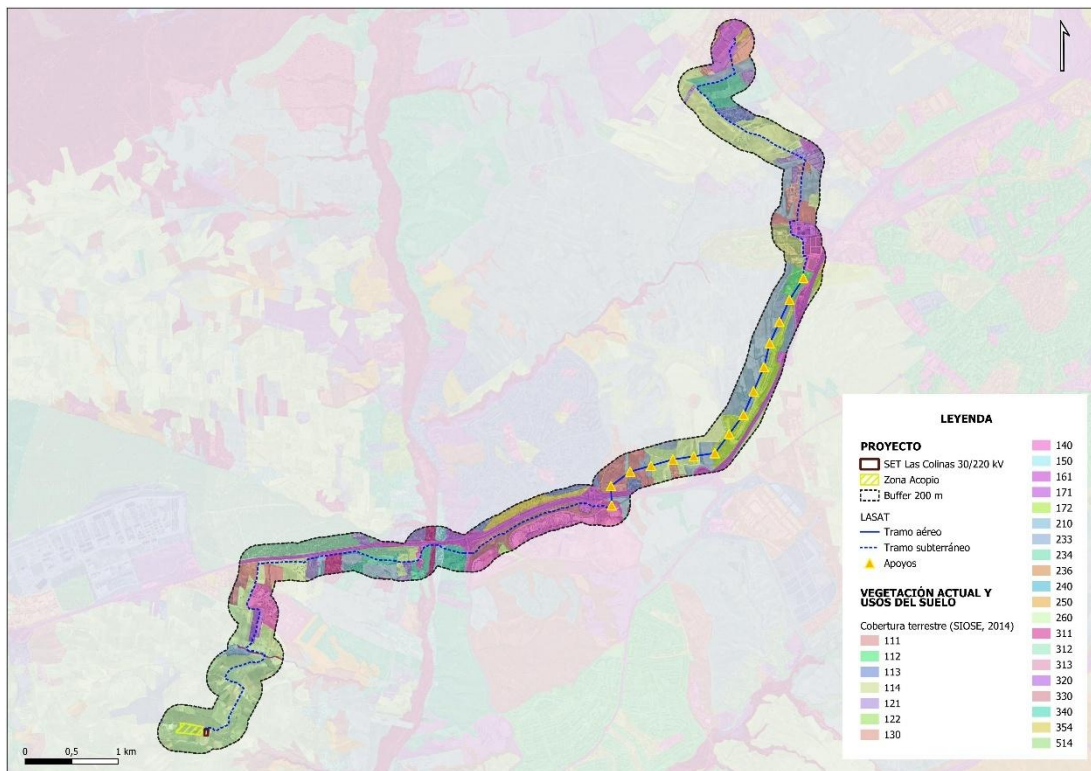 LEYENDA
PROYECTO
SET Las Colinas 30/220 kV
Zona Acopio
Buffer 200 m
LASAT
Tramo aéreo
Tramo subterráneo
Apoyos
VEGETACIÓN ACTUAL Y
USOS DEL SUELO
Cobertura terrestre (SIOSE, 2014)
111
112
113
114
121
122
130
140
150
161
171
172
210
233
234
236
240
250
260
311
312
313
320
330
340
354
514
0 0,5 1 km